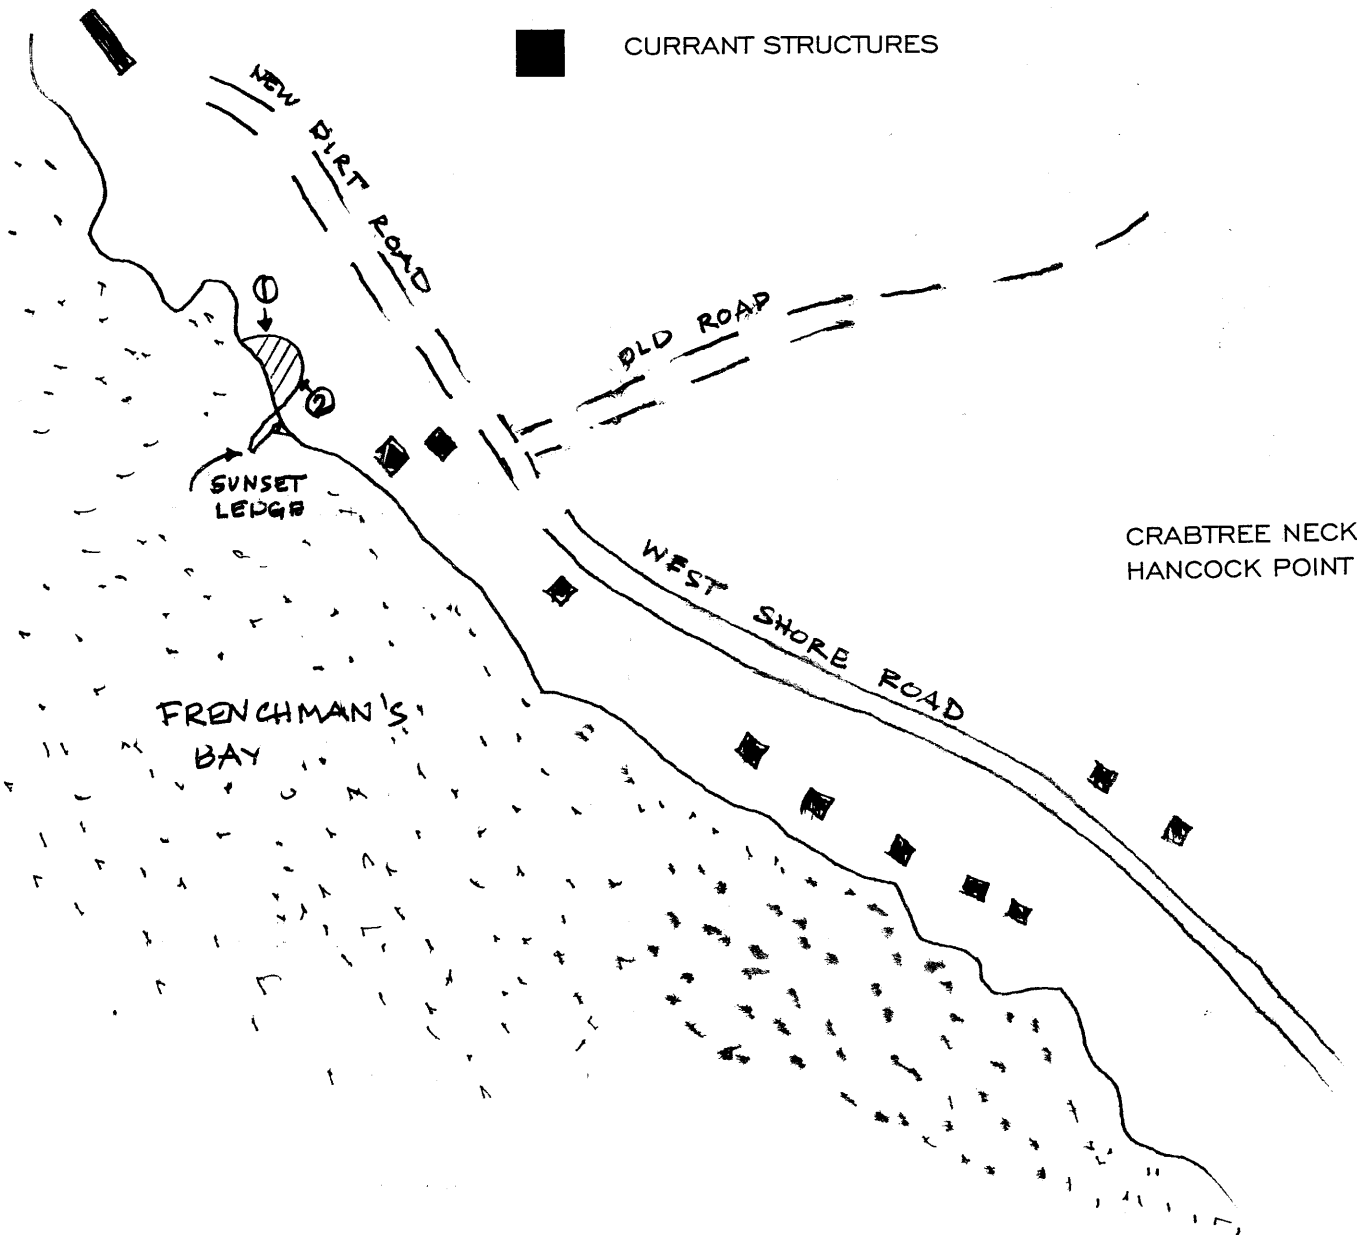 CURRANT STRUCTURES
NEW DIRT ROAD
OLD ROAD
1
2
SUNSET
LEDGE
CRABTREE NECK
HANCOCK POINT
WEST SHORE ROAD
FRENCHMAN'S
BAY